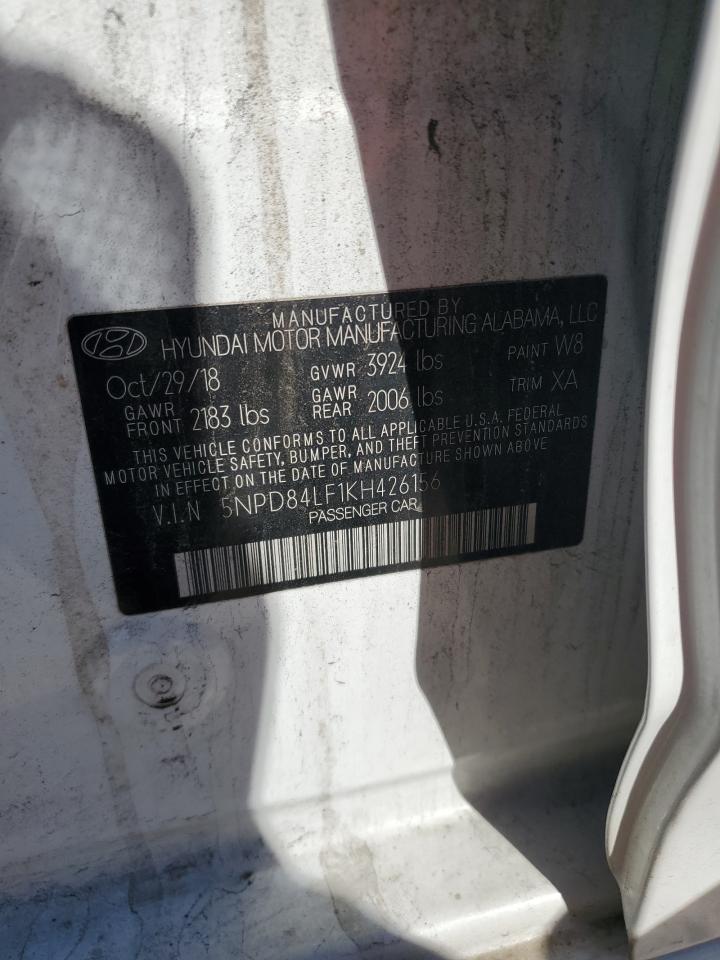 MANUFACTURED BY
HYUNDAI MOTOR MANUFACTURING ALABAMA, LLC
Oct/29/18 GVWR 3924 lbs PAINT W8
GAWR FRONT 2183 lbs GAWR REAR 2006 lbs TRIM XA
THIS VEHICLE CONFORMS TO ALL APPLICABLE U.S.A. FEDERAL
MOTOR VEHICLE SAFETY, BUMPER, AND THEFT PREVENTION STANDARDS
IN EFFECT ON THE DATE OF MANUFACTURE SHOWN ABOVE
V.I.N 5NPD84LF1KH426156
PASSENGER CAR